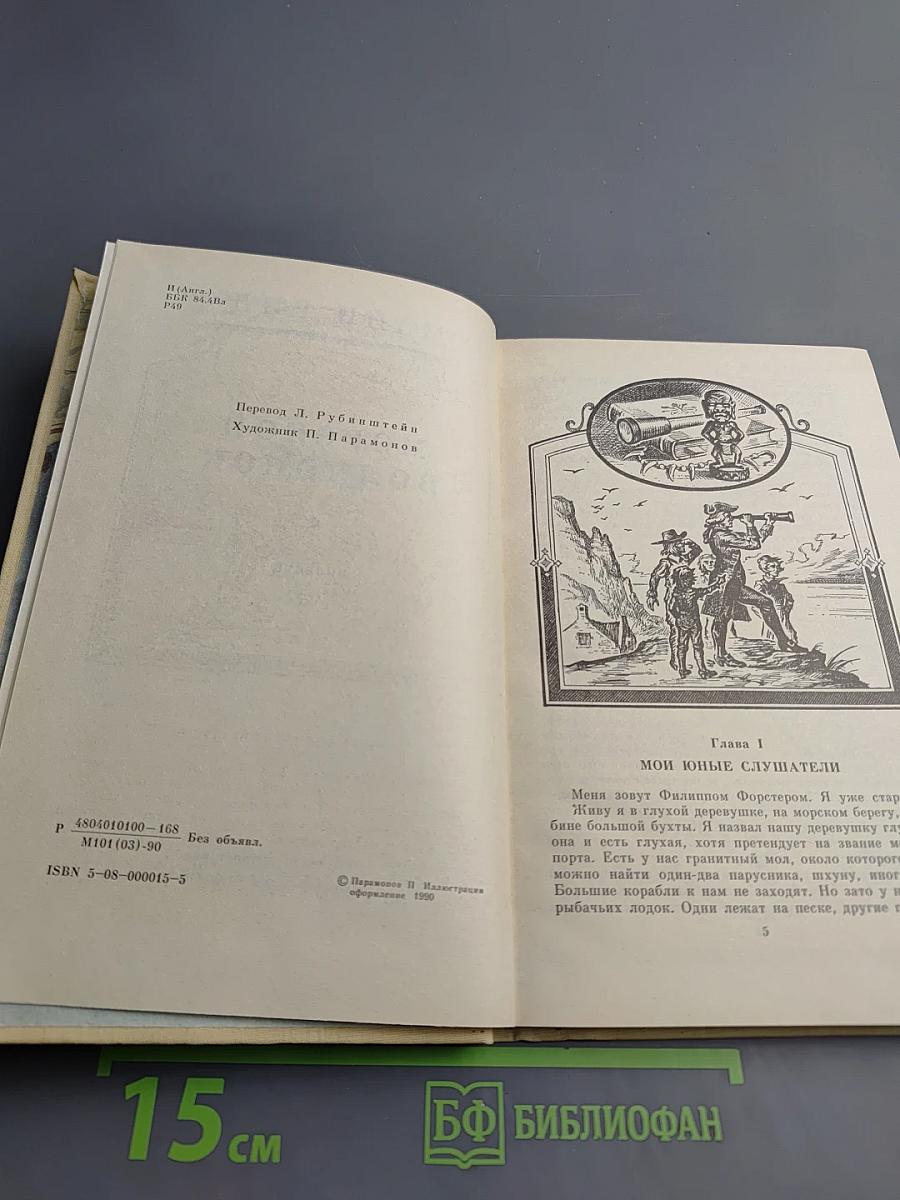 И(Англ.)
ББК 84.4Вл
Р49
Перевод Л. Рубинштейн
Художник П. Парамонов
Р 4804010100—168 Без объявл.
М101(03)-90
ISBN 5—08—000015—5
© Парамонов П Иллюстрации
оформление 1990
Глава I
МОИ ЮНЫЕ СЛУШАТЕЛИ
Меня зовут Филиппом Форстером. Я уже стар
Живу я в глухой деревушке, на морском берегу,
бине большой бухты. Я назвал нашу деревушку глу
она и есть глухая, хотя претендует на звание мо
порта. Есть у нас гранитный мол, около которого
можно найти один-два парусника, шхуну, иног
Большие корабли к нам не заходят. Но зато у н
рыбачьих лодок. Одни лежат на песке, другие п
5
15 см
БФ БИБЛИОФАН